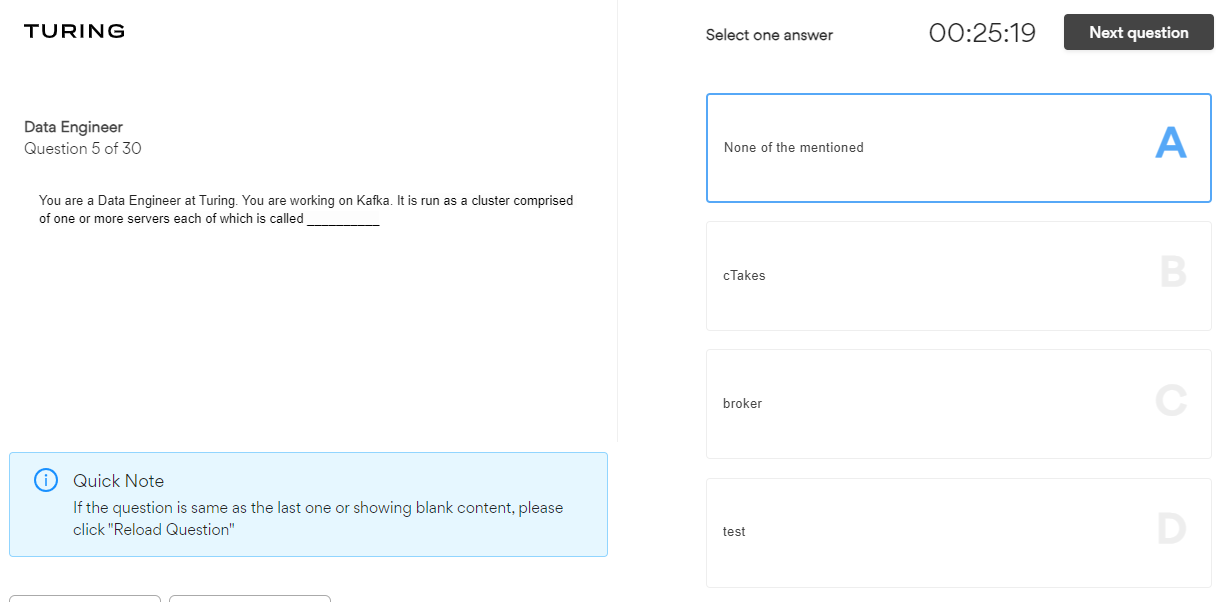 TURING
Select one answer
00:25:19
Next question
Data Engineer
Question 5 of 30
You are a Data Engineer at Turing. You are working on Kafka. It is run as a cluster comprised
of one or more servers each of which is called __________
None of the mentioned
A
cTakes
B
broker
C
test
D
Quick Note
If the question is same as the last one or showing blank content, please
click "Reload Question"